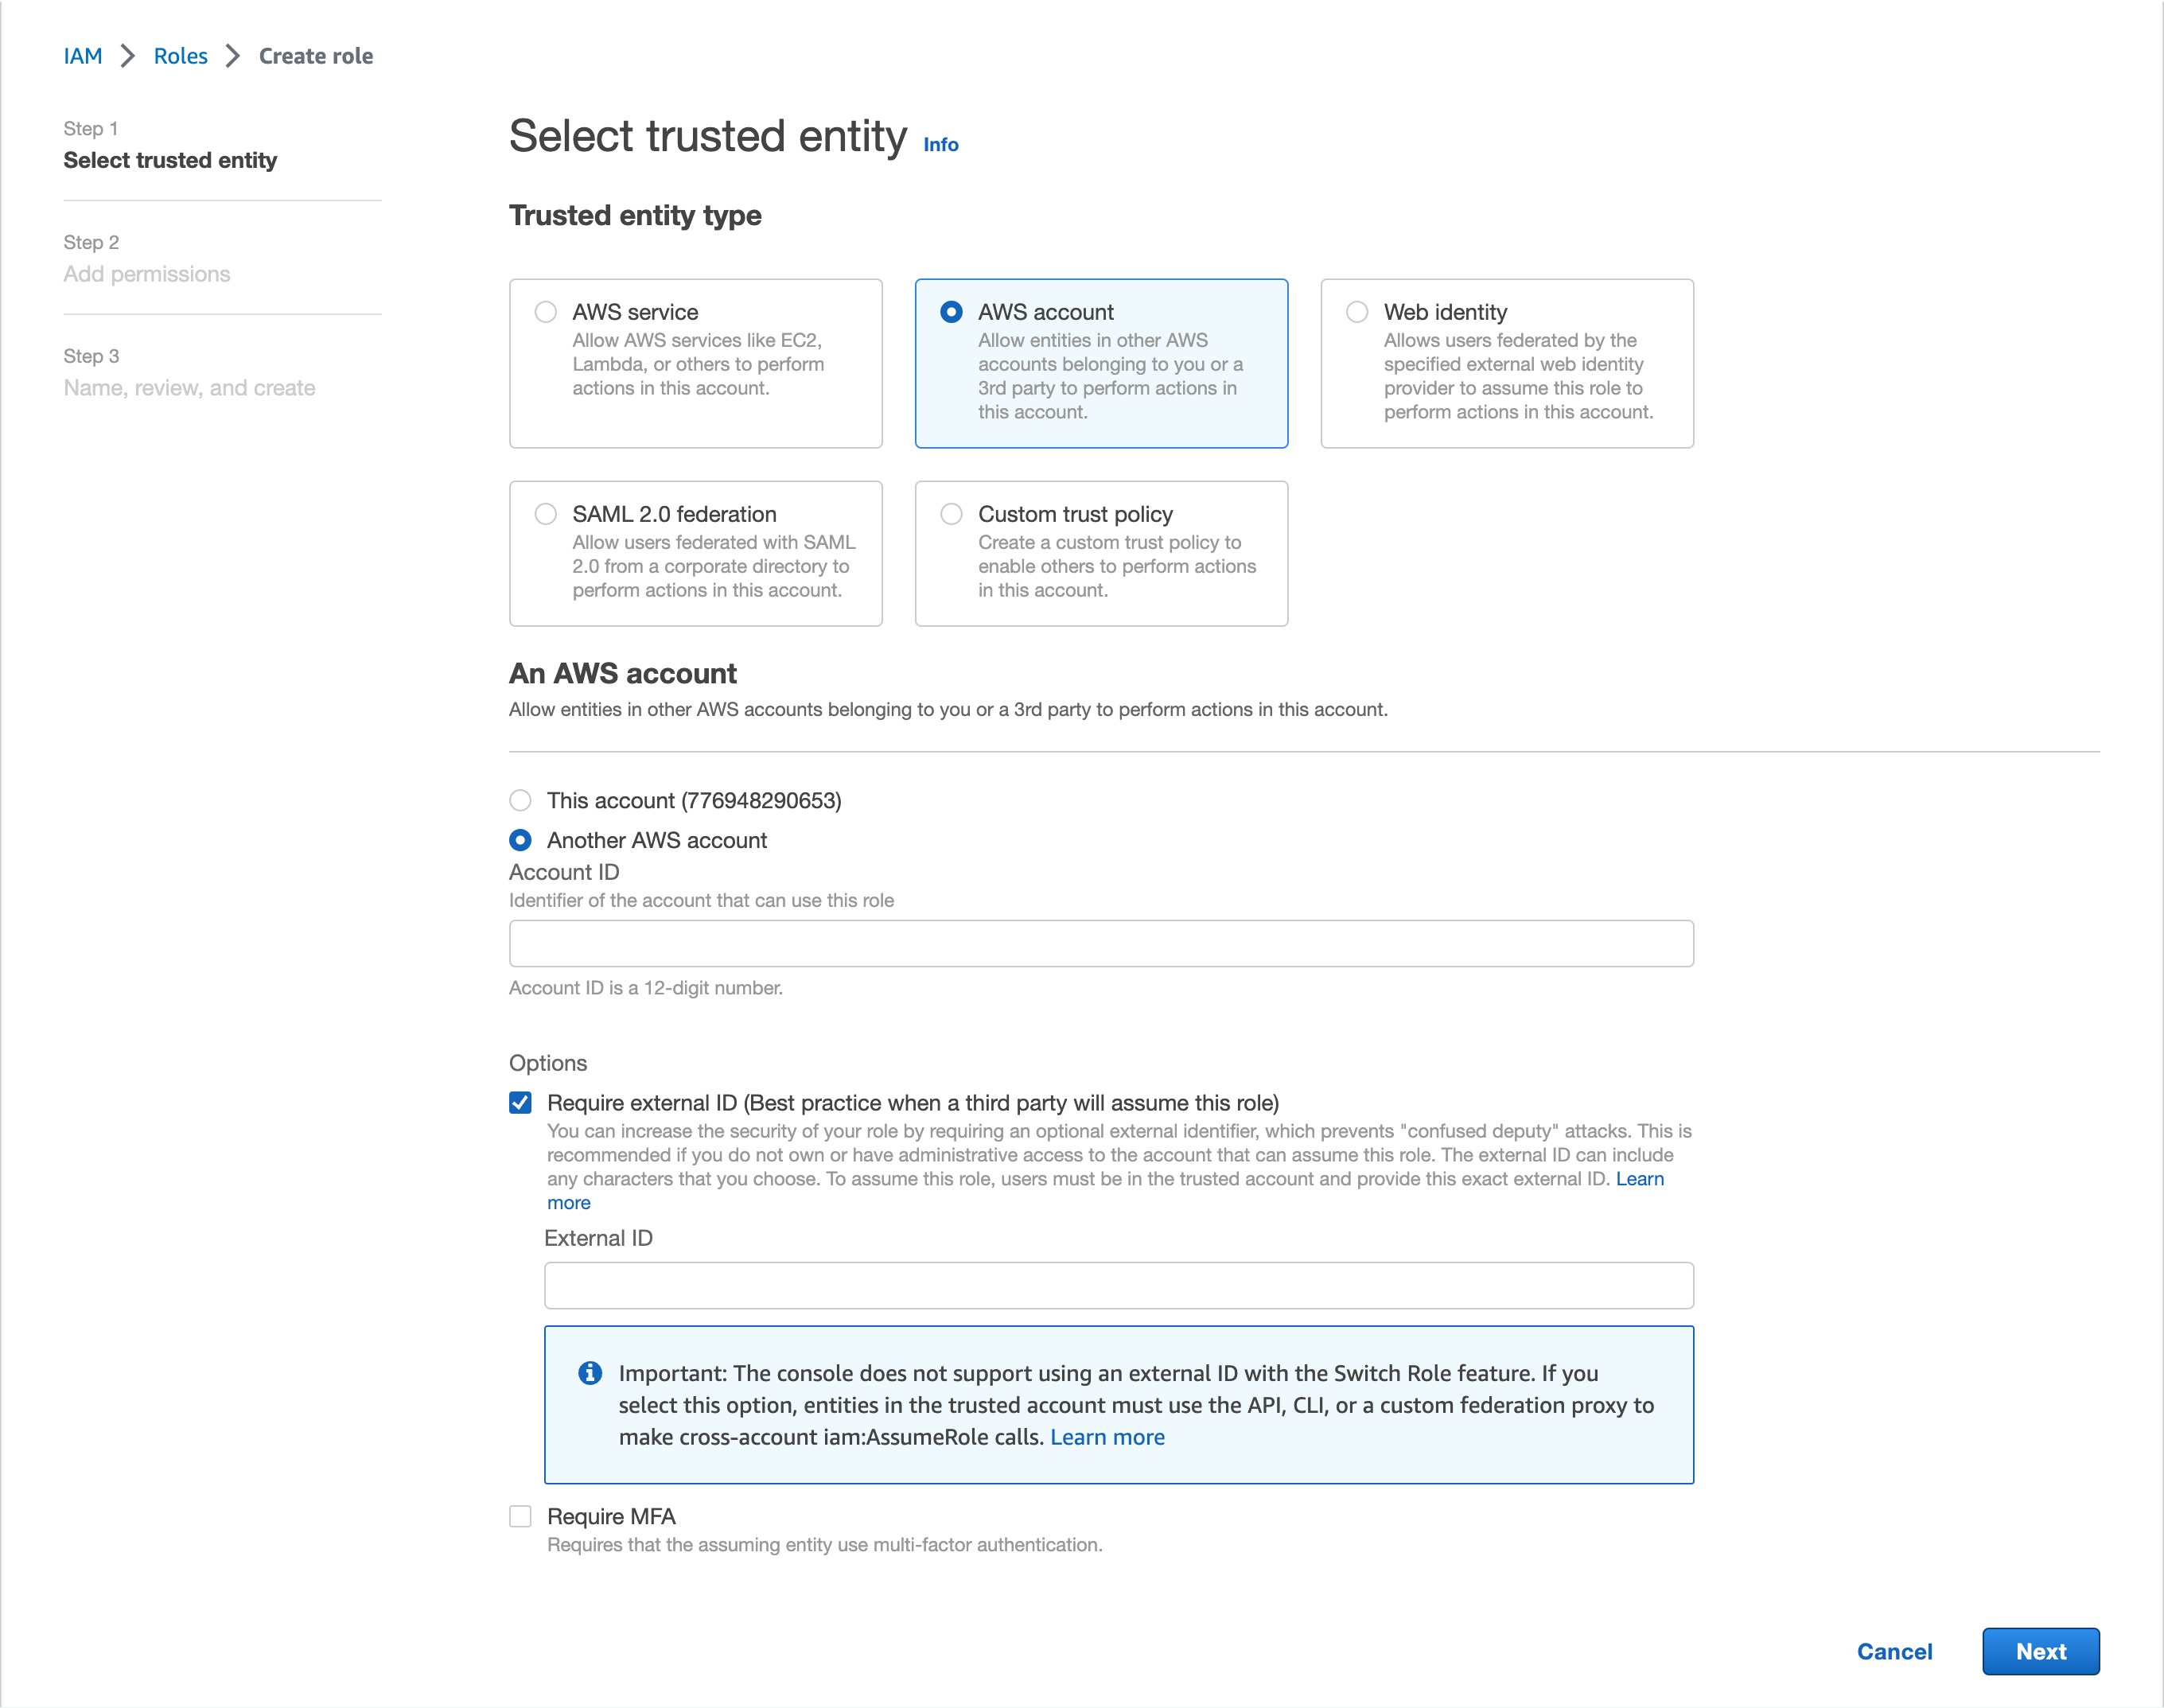 IAM > Roles > Create role
Step 1
Select trusted entity
Step 2
Add permissions
Step 3
Name, review, and create
Select trusted entity Info
Trusted entity type
AWS service
Allow AWS services like EC2,
Lambda, or others to perform
actions in this account.
AWS account
Allow entities in other AWS
accounts belonging to you or a
3rd party to perform actions in
this account.
Web identity
Allows users federated by the
specified external web identity
provider to assume this role to
perform actions in this account.
SAML 2.0 federation
Allow users federated with SAML
2.0 from a corporate directory to
perform actions in this account.
Custom trust policy
Create a custom trust policy to
enable others to perform actions
in this account.
An AWS account
Allow entities in other AWS accounts belonging to you or a 3rd party to perform actions in this account.
This account (776948290653)
Another AWS account
Account ID
Identifier of the account that can use this role
Account ID is a 12-digit number.
Options
Require external ID (Best practice when a third party will assume this role)
You can increase the security of your role by requiring an optional external identifier, which prevents "confused deputy" attacks. This is
recommended if you do not own or have administrative access to the account that can assume this role. The external ID can include
any characters that you choose. To assume this role, users must be in the trusted account and provide this exact external ID. Learn
more
External ID
Important: The console does not support using an external ID with the Switch Role feature. If you
select this option, entities in the trusted account must use the API, CLI, or a custom federation proxy to
make cross-account iam:AssumeRole calls. Learn more
Require MFA
Requires that the assuming entity use multi-factor authentication.
Cancel Next